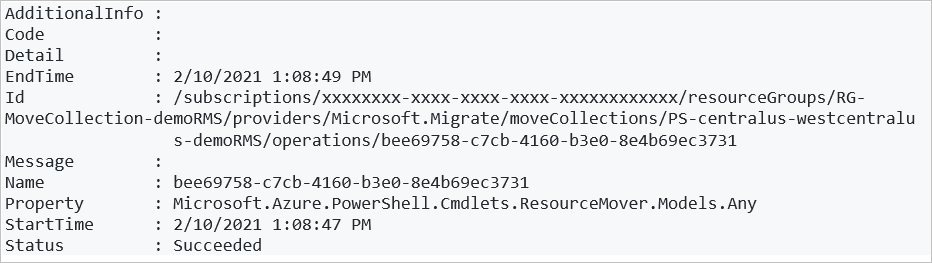 AdditionalInfo :
Code           :
Detail         :
EndTime        : 2/10/2021 1:08:49 PM
Id             : /subscriptions/xxxxxxxx-xxxx-xxxx-xxxx-xxxxxxxxxxxx/resourceGroups/RG-
MoveCollection-demoRMS/providers/Microsoft.Migrate/moveCollections/PS-centralus-westcentralu
                 s-demoRMS/operations/bee69758-c7cb-4160-b3e0-8e4b69ec3731
Message        :
Name           : bee69758-c7cb-4160-b3e0-8e4b69ec3731
Property       : Microsoft.Azure.PowerShell.Cmdlets.ResourceMover.Models.Any
StartTime      : 2/10/2021 1:08:47 PM
Status         : Succeeded